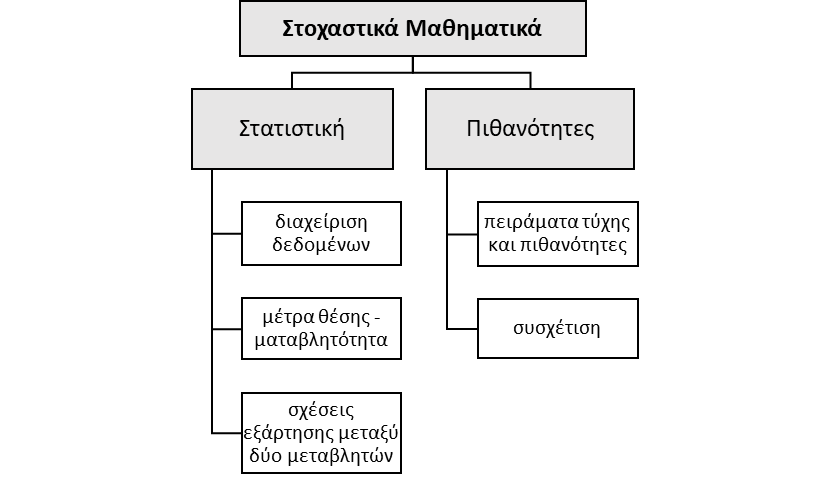 Στοχαστικά Μαθηματικά
Στατιστική
Πιθανότητες
διαχείριση
δεδομένων
μέτρα θέσης -
ματαβλητότητα
σχέσεις
εξάρτησης μεταξύ
δύο μεταβλητών
πειράματα τύχης
και πιθανότητες
συσχέτιση